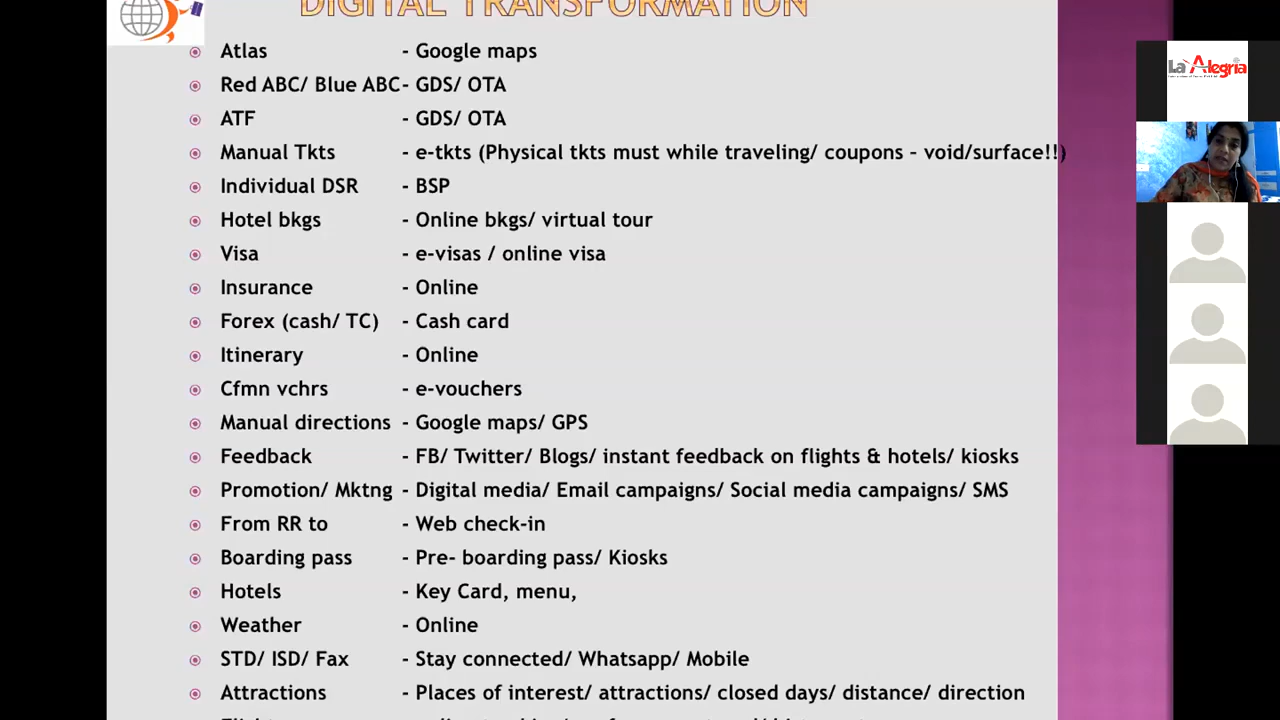 DIGITAL TRANSFORMATION
Atlas - Google maps
Red ABC/ Blue ABC - GDS/ OTA
ATF - GDS/ OTA
Manual Tkts - e-tkts (Physical tkts must while traveling/ coupons – void/surface!!)
Individual DSR - BSP
Hotel bkgs - Online bkgs/ virtual tour
Visa - e-visas / online visa
Insurance - Online
Forex (cash/ TC) - Cash card
Itinerary - Online
Cfmn vchrs - e-vouchers
Manual directions - Google maps/ GPS
Feedback - FB/ Twitter/ Blogs/ instant feedback on flights & hotels/ kiosks
Promotion/ Mktng - Digital media/ Email campaigns/ Social media campaigns/ SMS
From RR to - Web check-in
Boarding pass - Pre- boarding pass/ Kiosks
Hotels - Key Card, menu,
Weather - Online
STD/ ISD/ Fax - Stay connected/ Whatsapp/ Mobile
Attractions - Places of interest/ attractions/ closed days/ distance/ direction
La Alegria